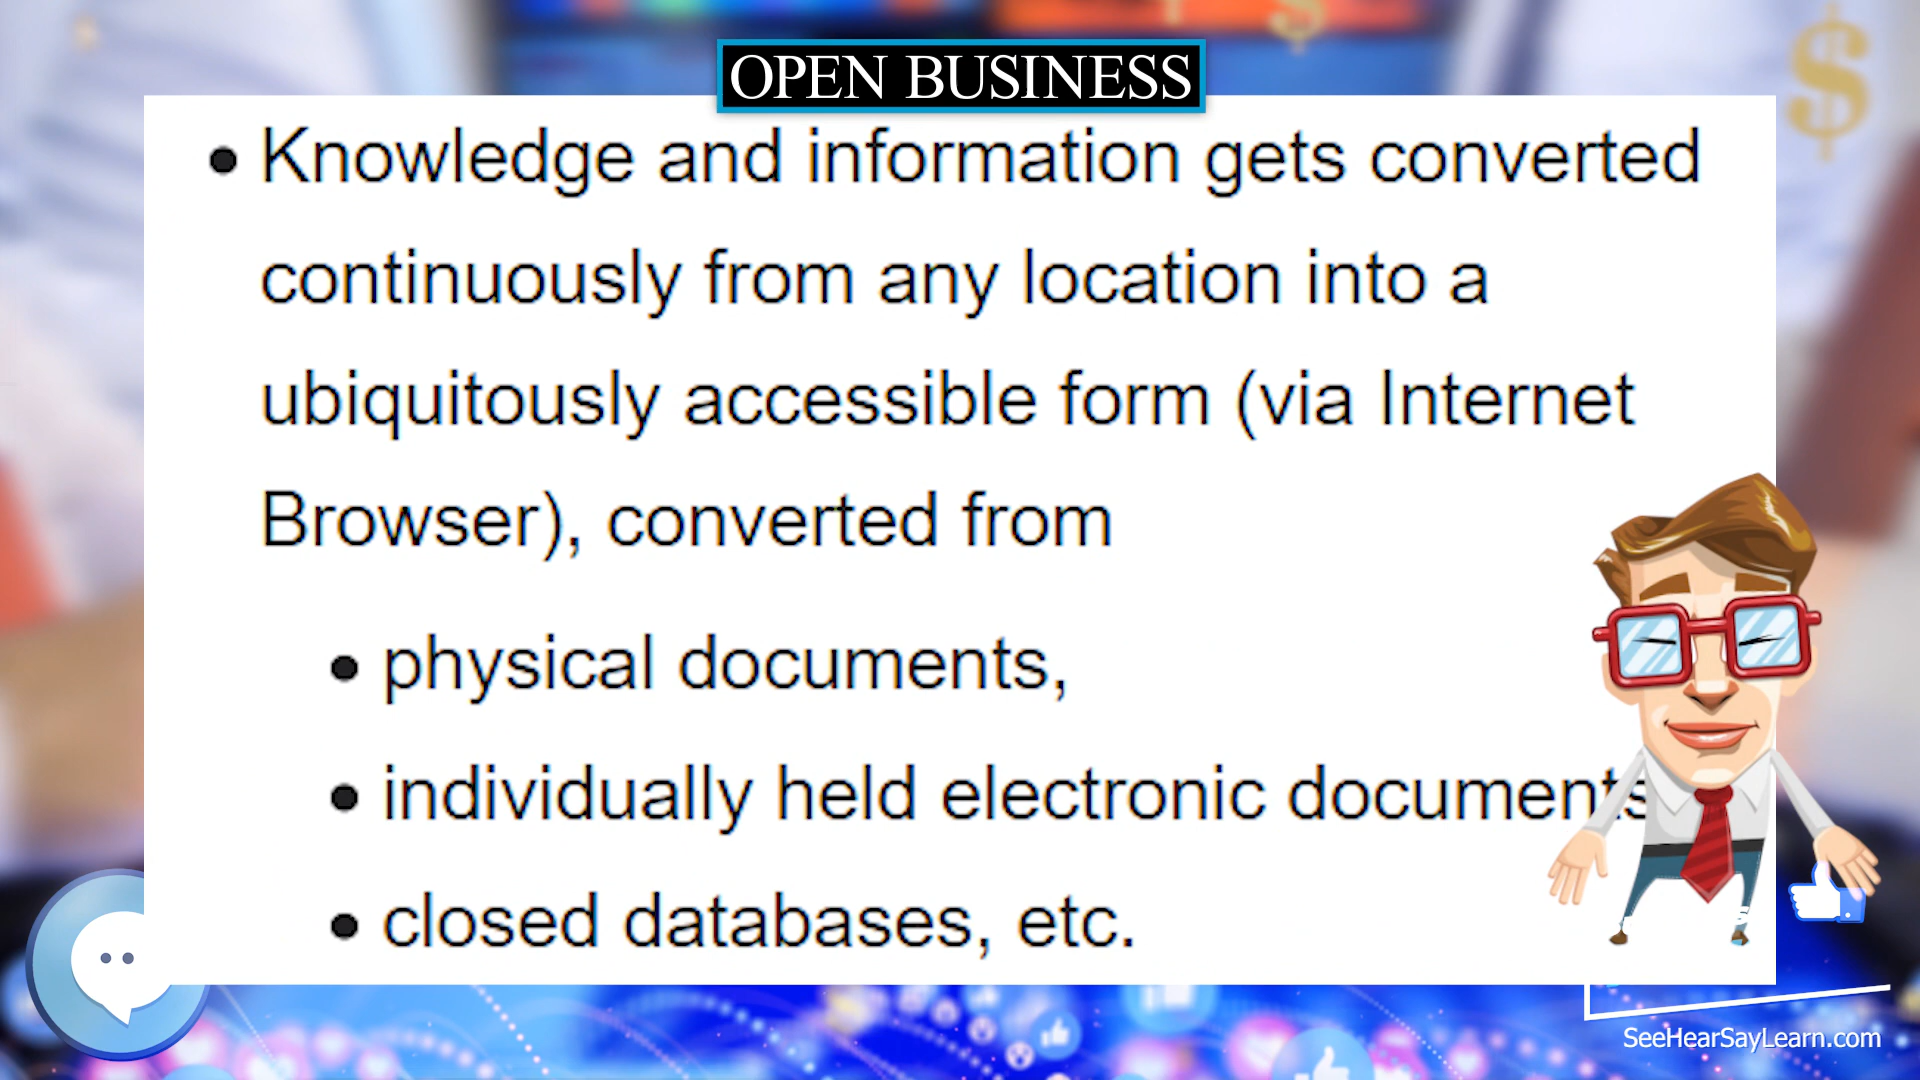 OPEN BUSINESS
• Knowledge and information gets converted
continuously from any location into a
ubiquitously accessible form (via Internet
Browser), converted from
• physical documents,
• individually held electronic documents
• closed databases, etc.
SeeHearSayLearn.com